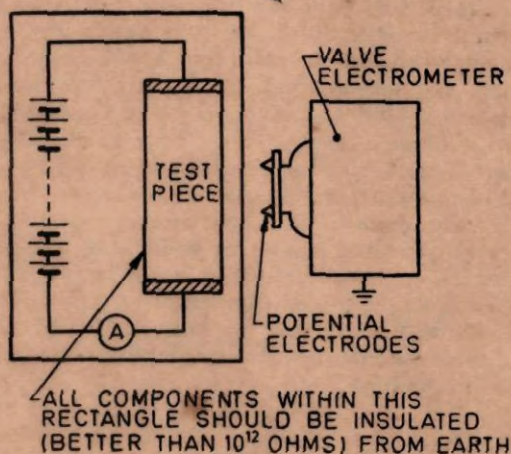 VALVE
ELECTROMETER
TEST
PIECE
A
POTENTIAL
ELECTRODES
ALL COMPONENTS WITHIN THIS
RECTANGLE SHOULD BE INSULATED
(BETTER THAN 10¹² OHMS) FROM EARTH